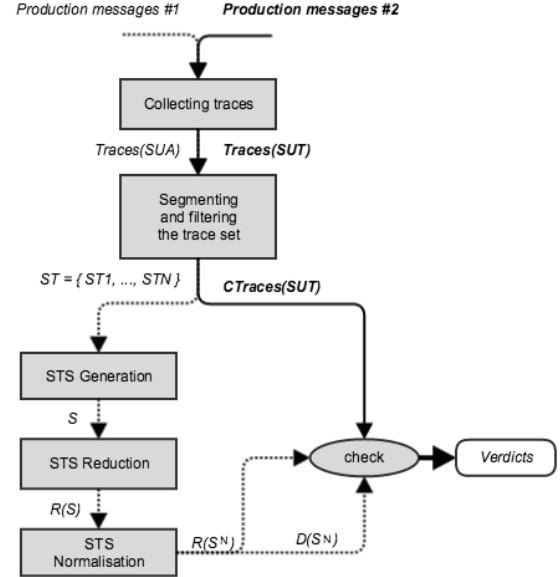 Production messages #1 Production messages #2
Collecting traces
Traces(SUA) Traces(SUT)
Segmenting
and filtering
the trace set
ST = { ST1, ..., STN } CTraces(SUT)
STS Generation
S
STS Reduction
check
Verdicts
R(S)
STS
Normalisation
R(Sᴺ) D(Sᴺ)